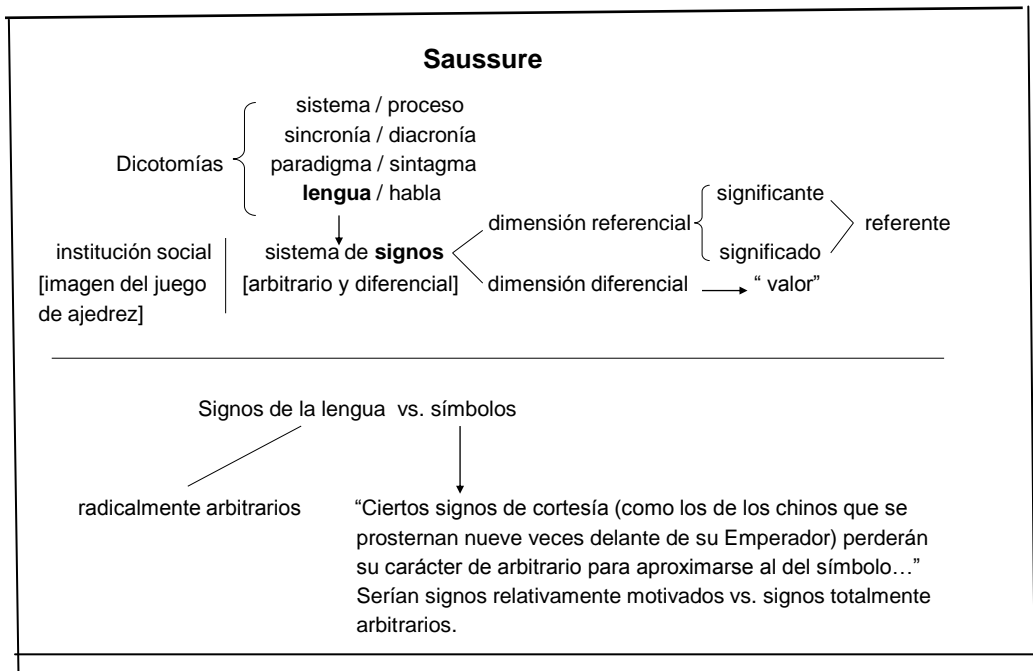 Saussure
sistema / proceso
sincronía / diacronía
Dicotomías
paradigma / sintagma
lengua / habla
significante
dimensión referencial
referente
institución social
sistema de signos
significado
[imagen del juego
de ajedrez]
[arbitrario y diferencial]
dimensión diferencial
“ valor”
Signos de la lengua vs. símbolos
radicalmente arbitrarios
“Ciertos signos de cortesía (como los de los chinos que se
prosternan nueve veces delante de su Emperador) perderán
su carácter de arbitrario para aproximarse al del símbolo…”
Serían signos relativamente motivados vs. signos totalmente
arbitrarios.